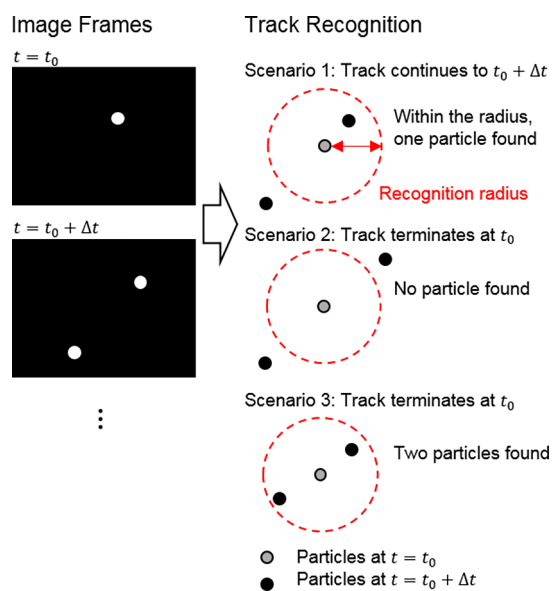 Image Frames
t = t₀
t = t₀ + Δt
⋮
Track Recognition
Scenario 1: Track continues to t₀ + Δt
Within the radius,
one particle found
Recognition radius
Scenario 2: Track terminates at t₀
No particle found
Scenario 3: Track terminates at t₀
Two particles found
Particles at t = t₀
Particles at t = t₀ + Δt